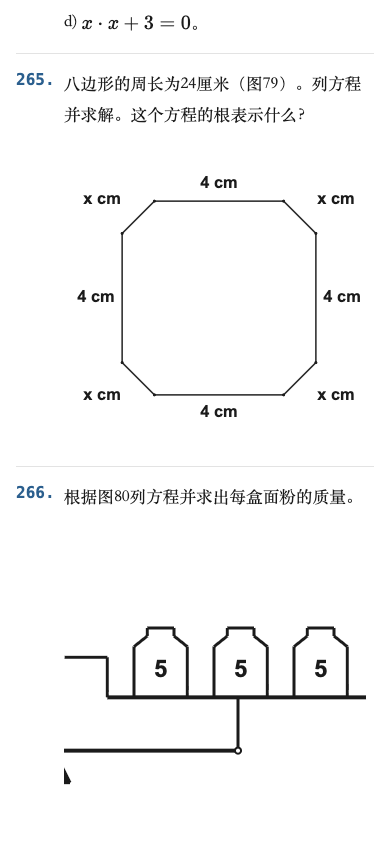 d) x · x + 3 = 0。
265. 八边形的周长为24厘米（图79）。列方程
并求解。这个方程的根表示什么?
4 cm
x cm
x cm
4 cm
4 cm
x cm
x cm
4 cm
266. 根据图80列方程并求出每盒面粉的质量。
5
5
5